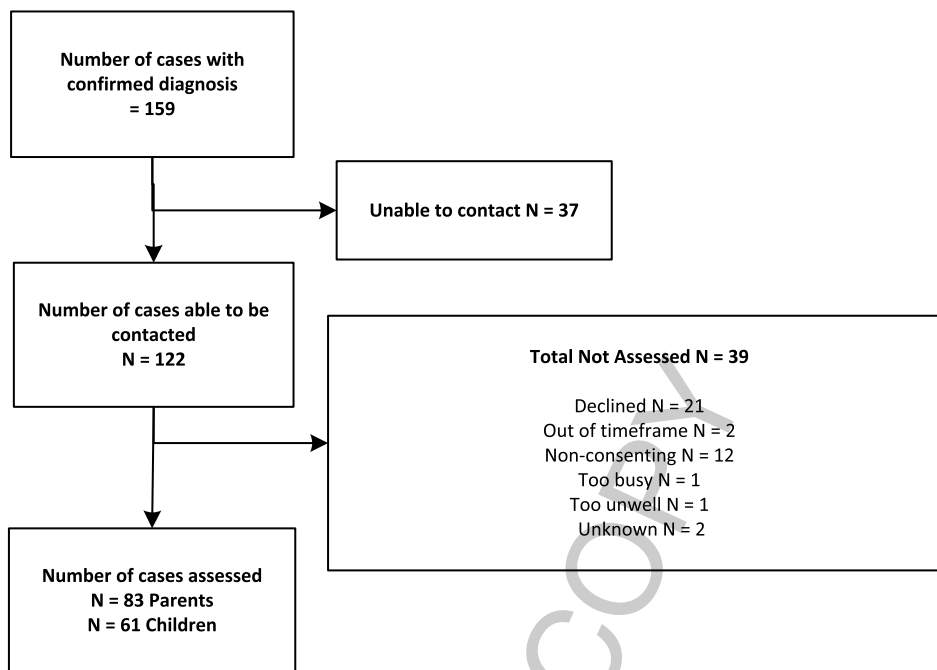 Number of cases with
confirmed diagnosis
= 159
Unable to contact N = 37
Number of cases able to be
contacted
N = 122
Total Not Assessed N = 39
Declined N = 21
Out of timeframe N = 2
Non-consenting N = 12
Too busy N = 1
Too unwell N = 1
Unknown N = 2
Number of cases assessed
N = 83 Parents
N = 61 Children
COPY